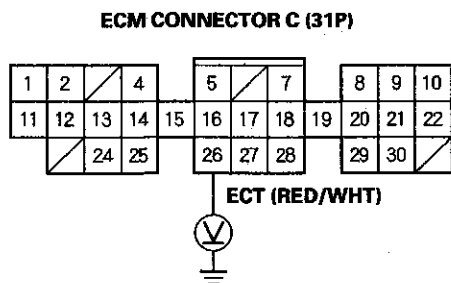 ECM CONNECTOR C (31P)
1 2 4 5 7 8 9 10
11 12 13 14 15 16 17 18 19 20 21 22
24 25 26 27 28 29 30
ECT (RED/WHT)
V